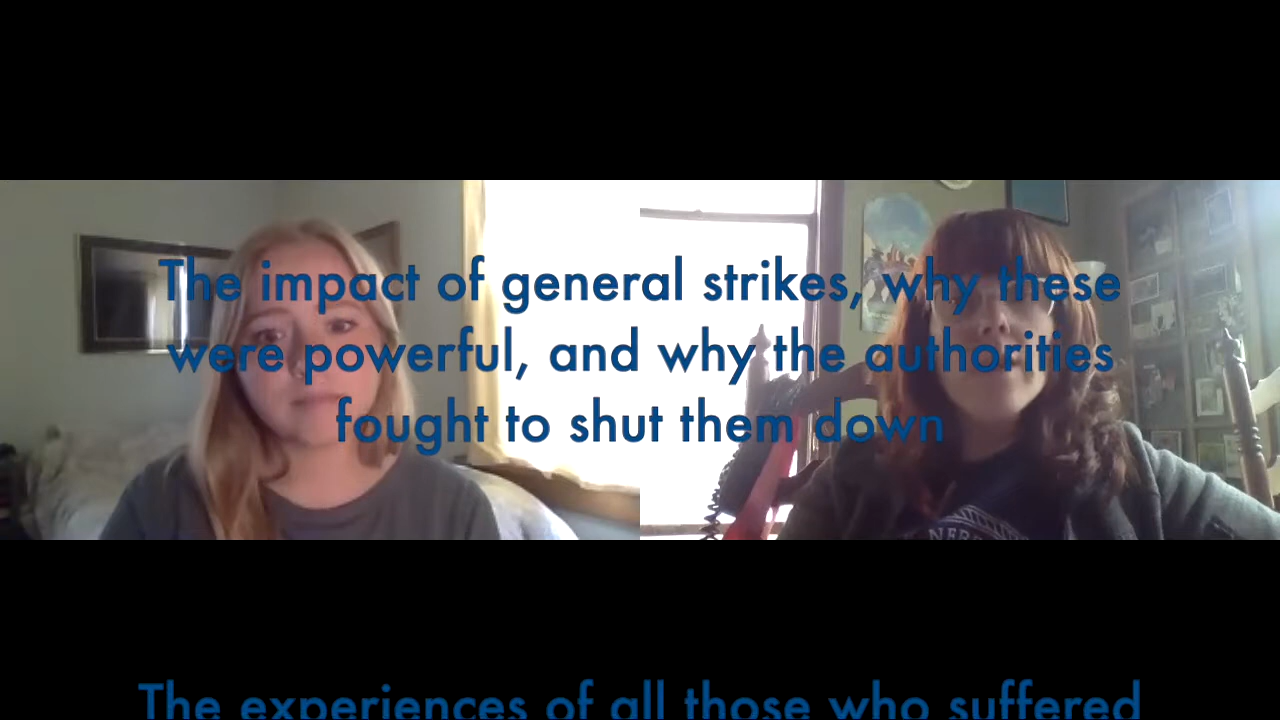 The impact of general strikes, why these
were powerful, and why the authorities
fought to shut them down
The experiences of all those who suffered